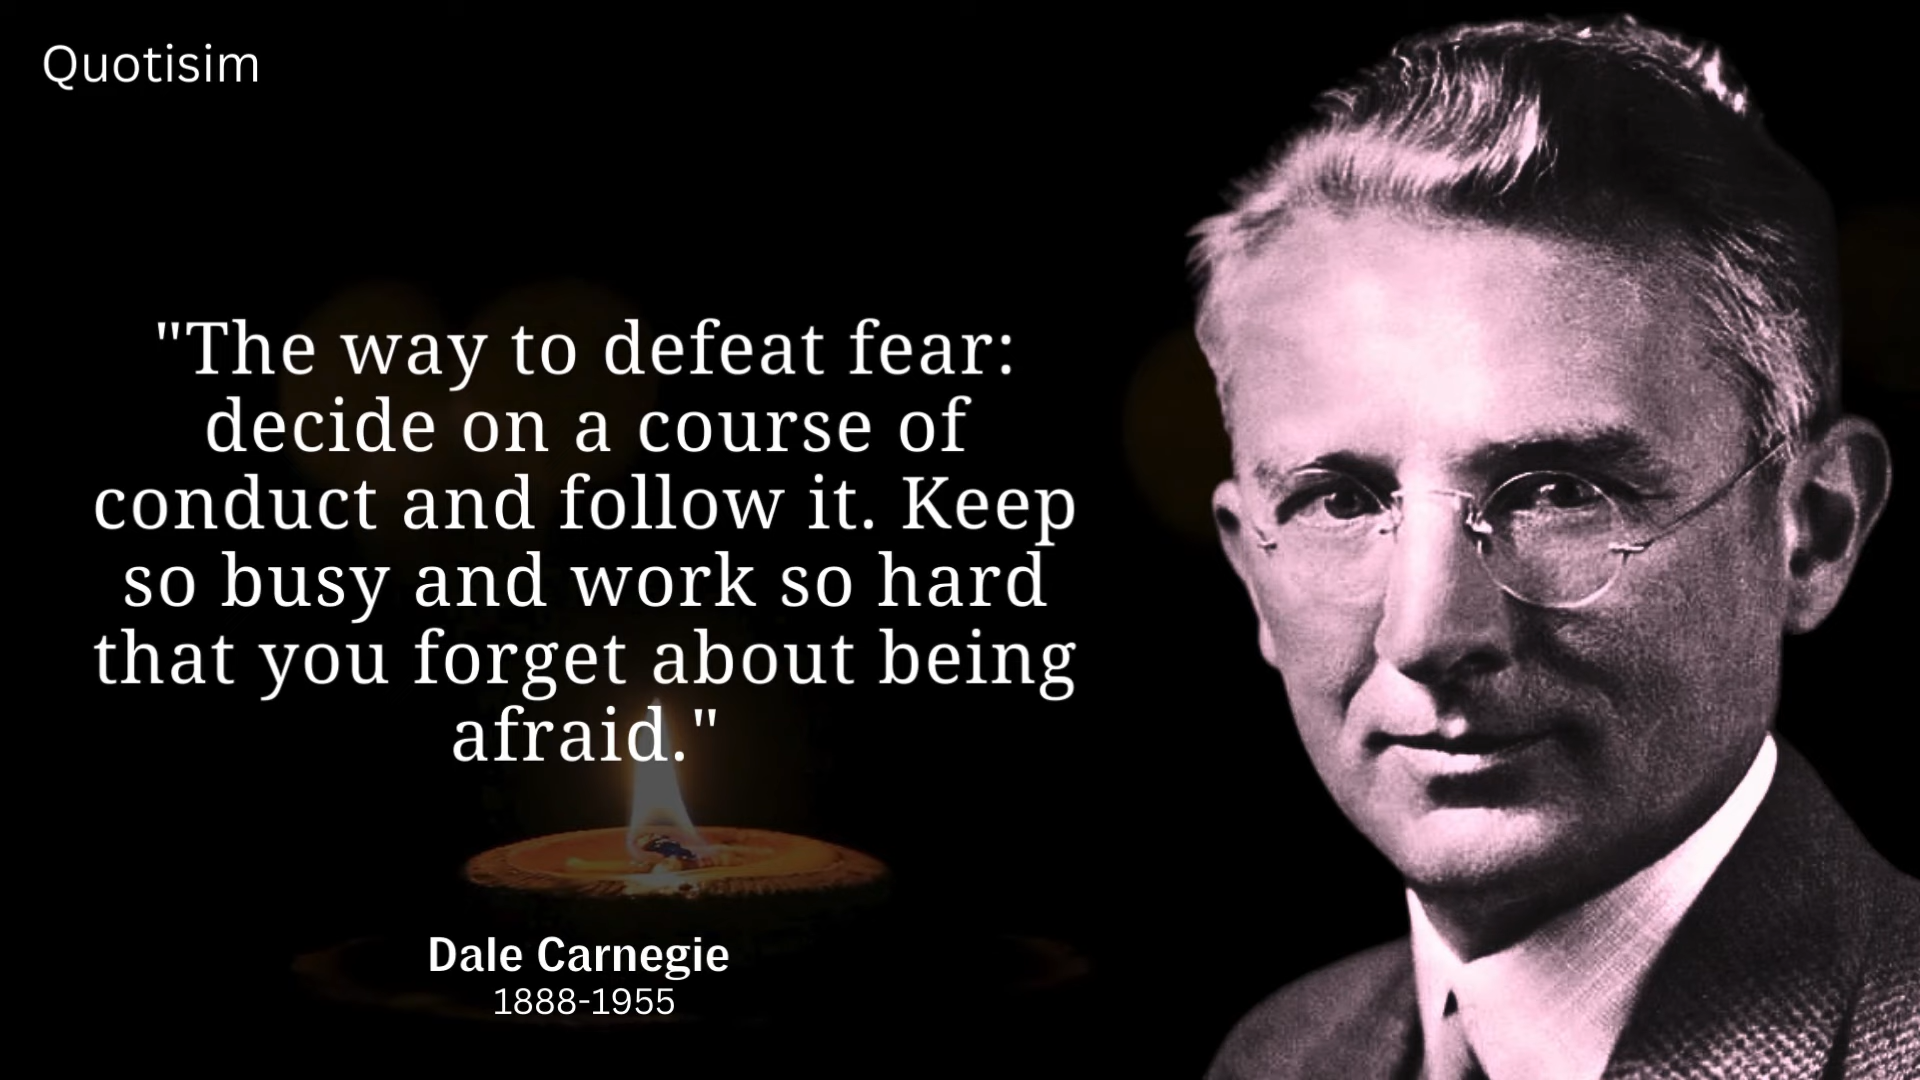 Quotisim
"The way to defeat fear:
decide on a course of
conduct and follow it. Keep
so busy and work so hard
that you forget about being
afraid."
Dale Carnegie
1888-1955